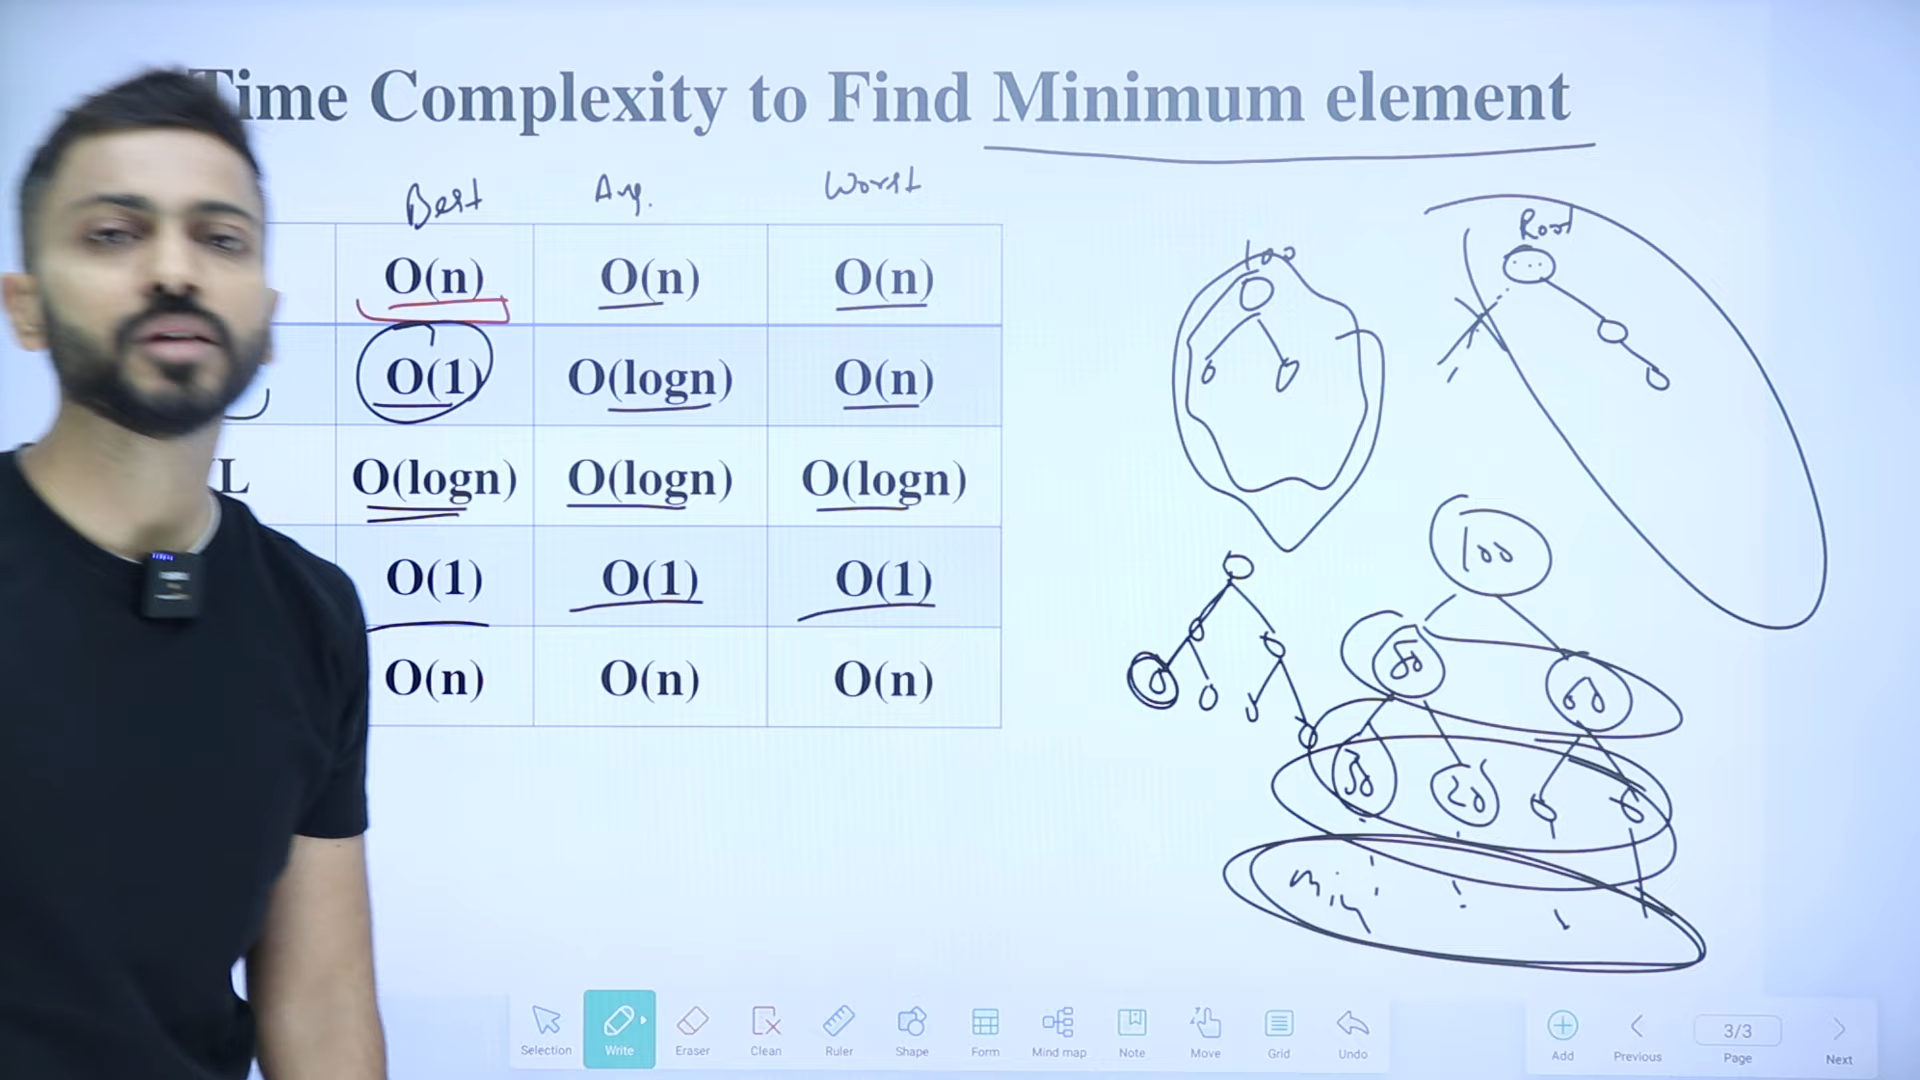 Time Complexity to Find Minimum element
Best Avg. Worst
O(n) O(n) O(n)
O(1) O(logn) O(n)
L O(logn) O(logn) O(logn)
O(1) O(1) O(1)
O(n) O(n) O(n)
100
Root
100
80
50 20
min
Selection Write Eraser Clean Ruler Shape Form Mind map Note Move Grid Undo
Add Previous 3/3 Page Next